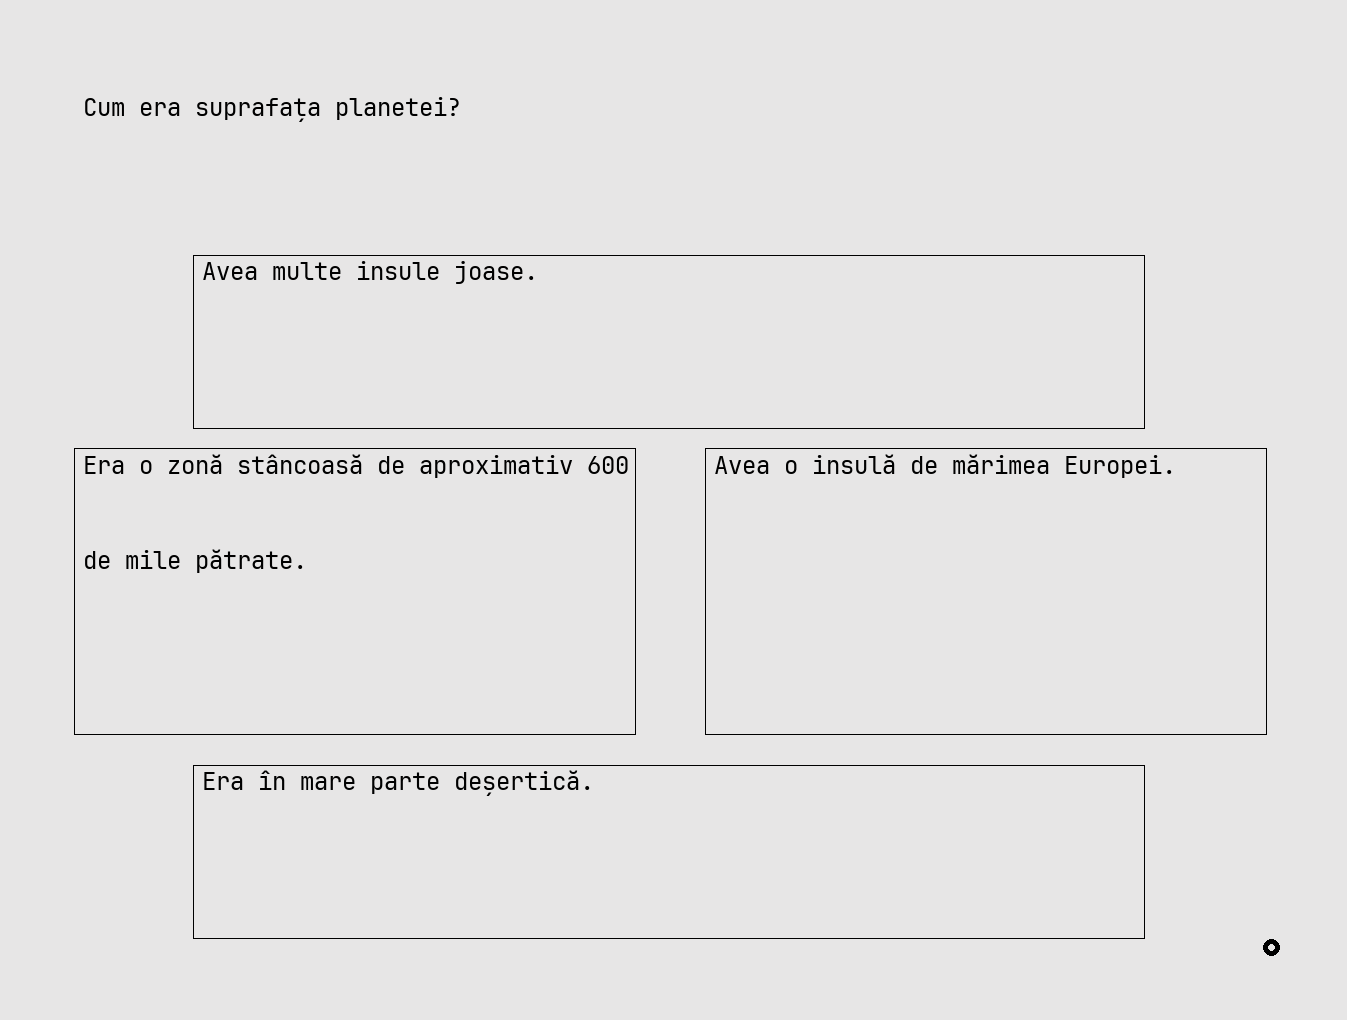 Cum era suprafața planetei?
Avea multe insule joase.
Era o zonă stâncoasă de aproximativ 600
de mile pătrate.
Avea o insulă de mărimea Europei.
Era în mare parte deșertică.